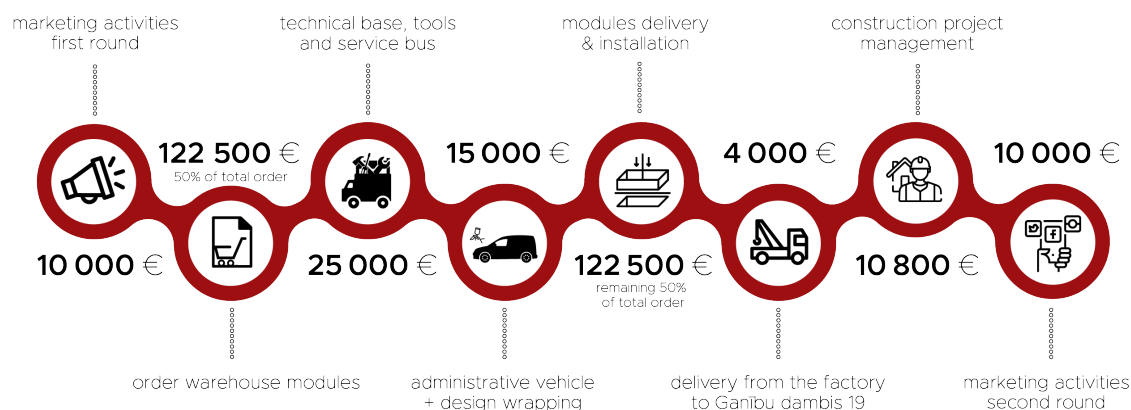 marketing activities
first round
technical base, tools
and service bus
modules delivery
& installation
construction project
management
122 500 €
50% of total order
15 000 €
4 000 €
10 000 €
10 000 €
25 000 €
122 500 €
remaining 50%
of total order
10 800 €
order warehouse modules
administrative vehicle
+ design wrapping
delivery from the factory
to Ganību dambis 19
marketing activities
second round